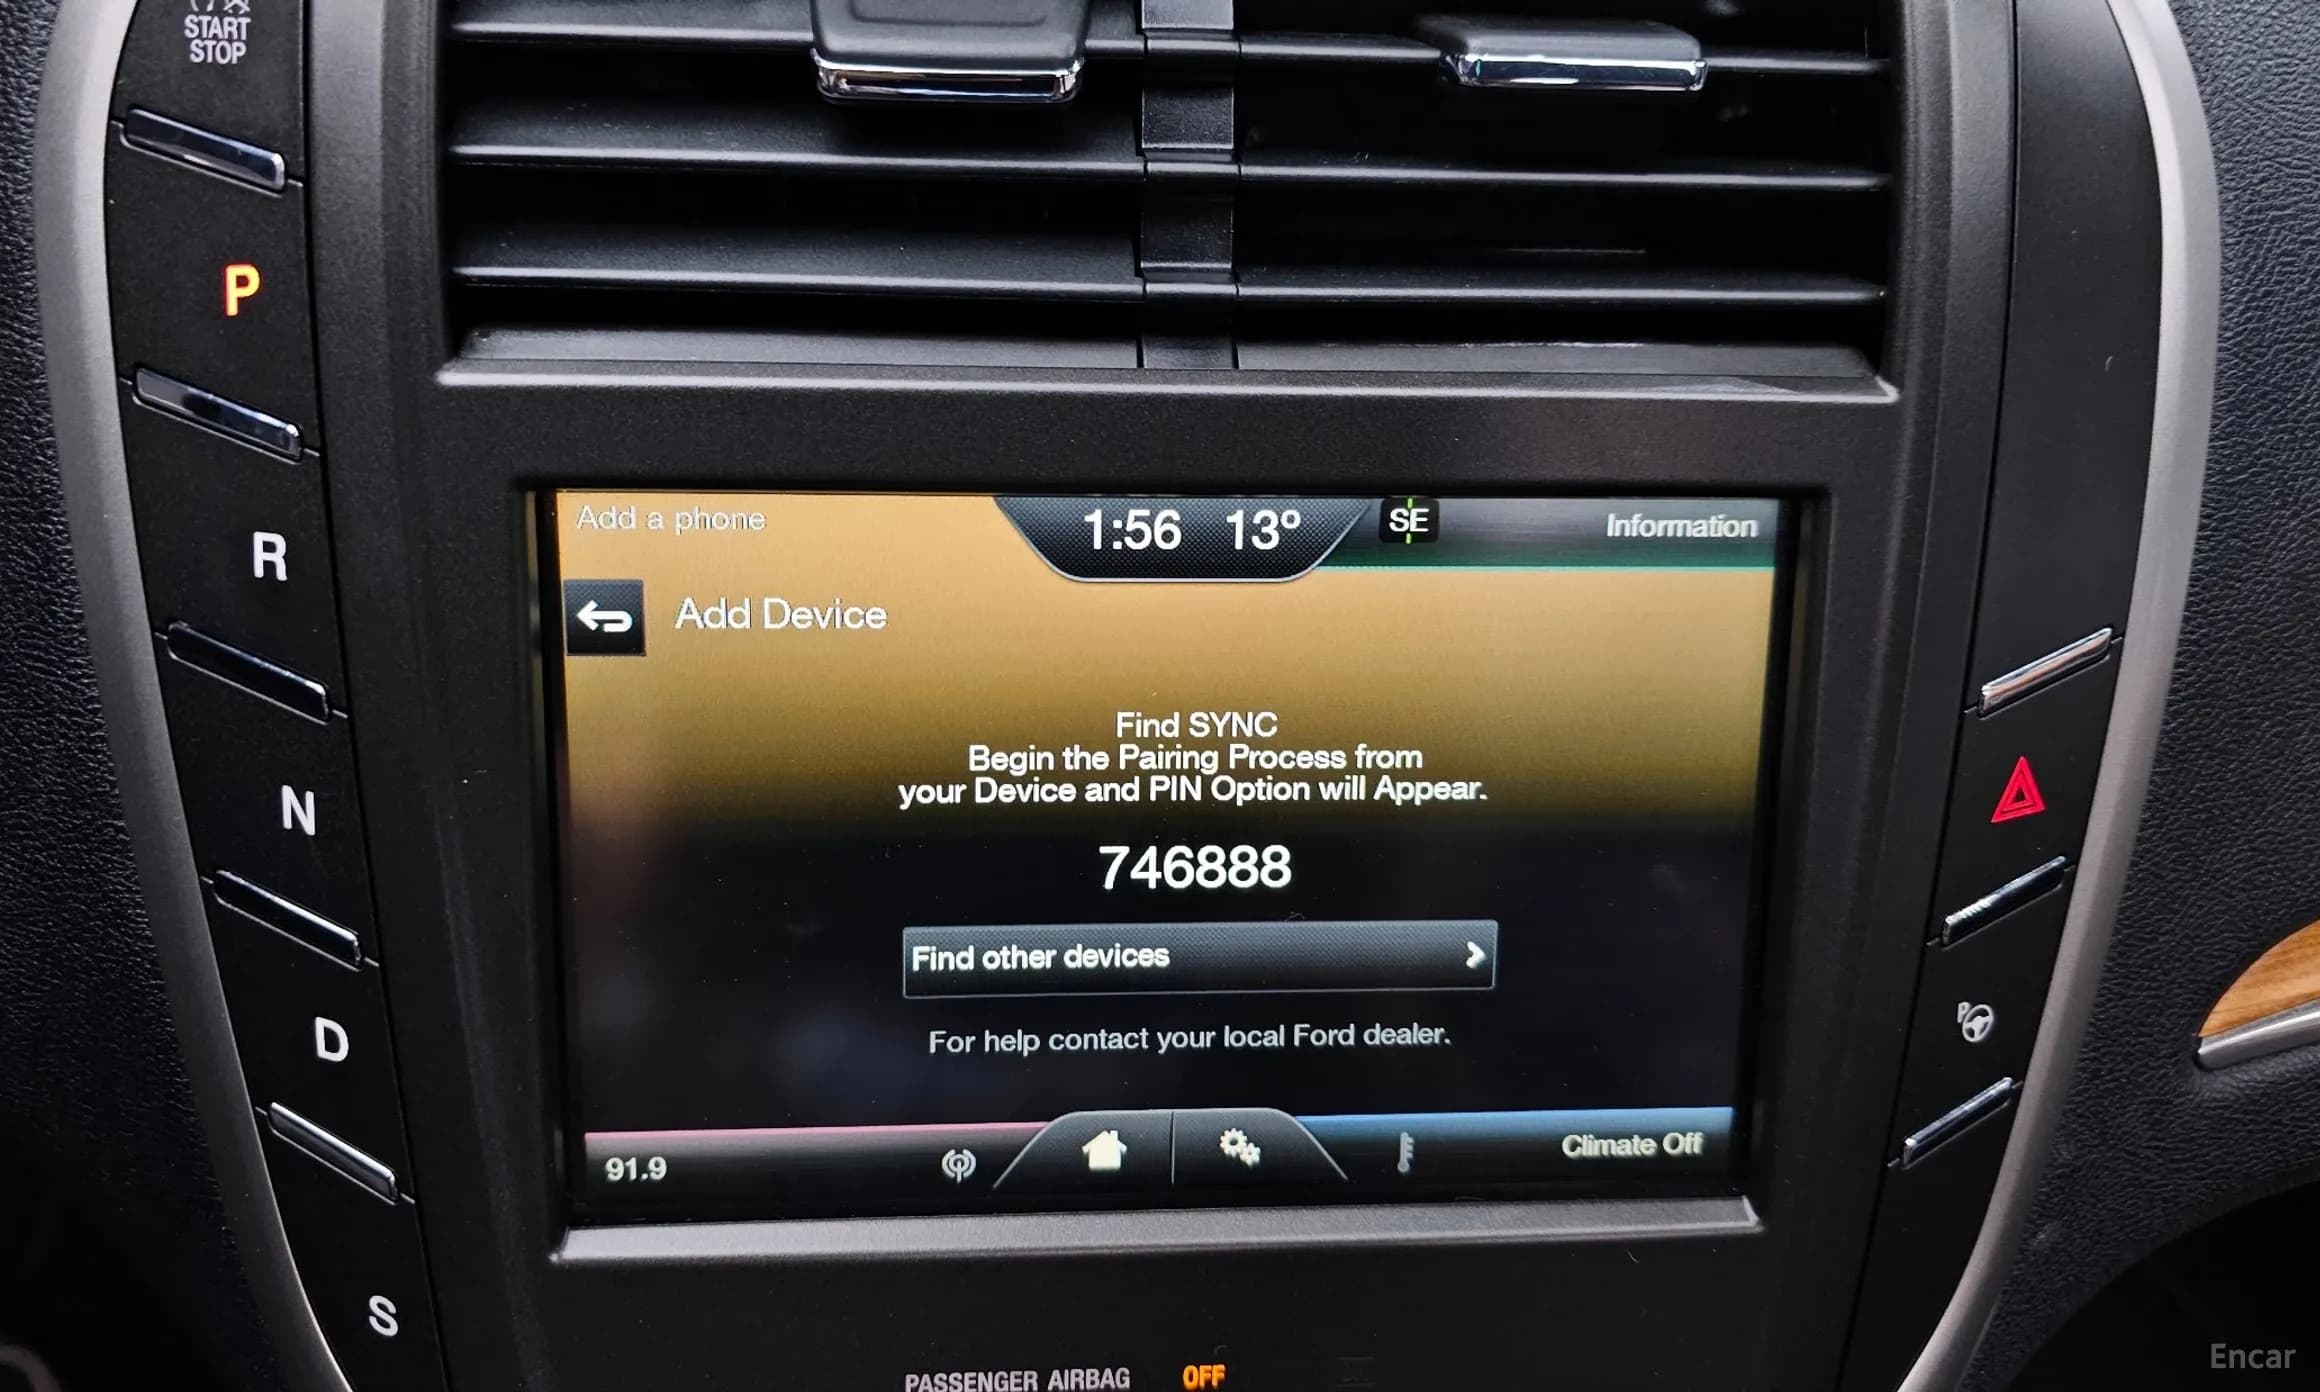 START
STOP
P
R
N
D
S
Add a phone
1:56 13º
SE
Information
Add Device
Find SYNC
Begin the Pairing Process from
your Device and PIN Option will Appear.
746888
Find other devices
For help contact your local Ford dealer.
91.9
Climate Off
P
PASSENGER AIRBAG OFF
Encar